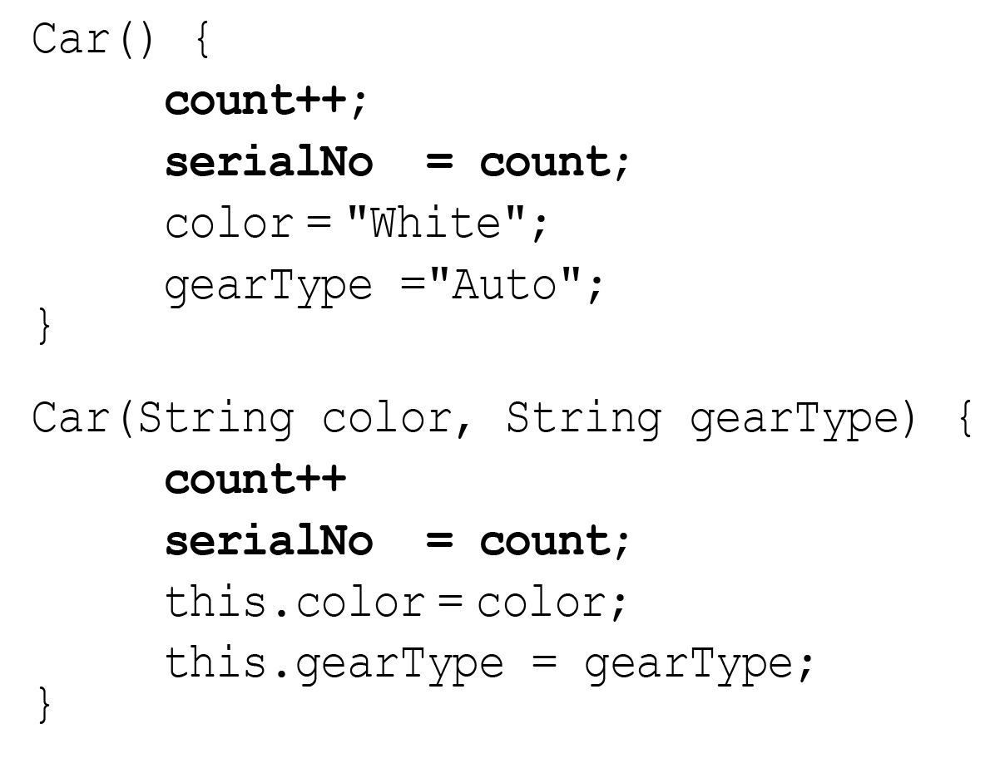 Car() {
count++;
serialNo = count;
color = "White";
gearType ="Auto";
}
Car(String color, String gearType) {
count++
serialNo = count;
this.color = color;
this.gearType = gearType;
}